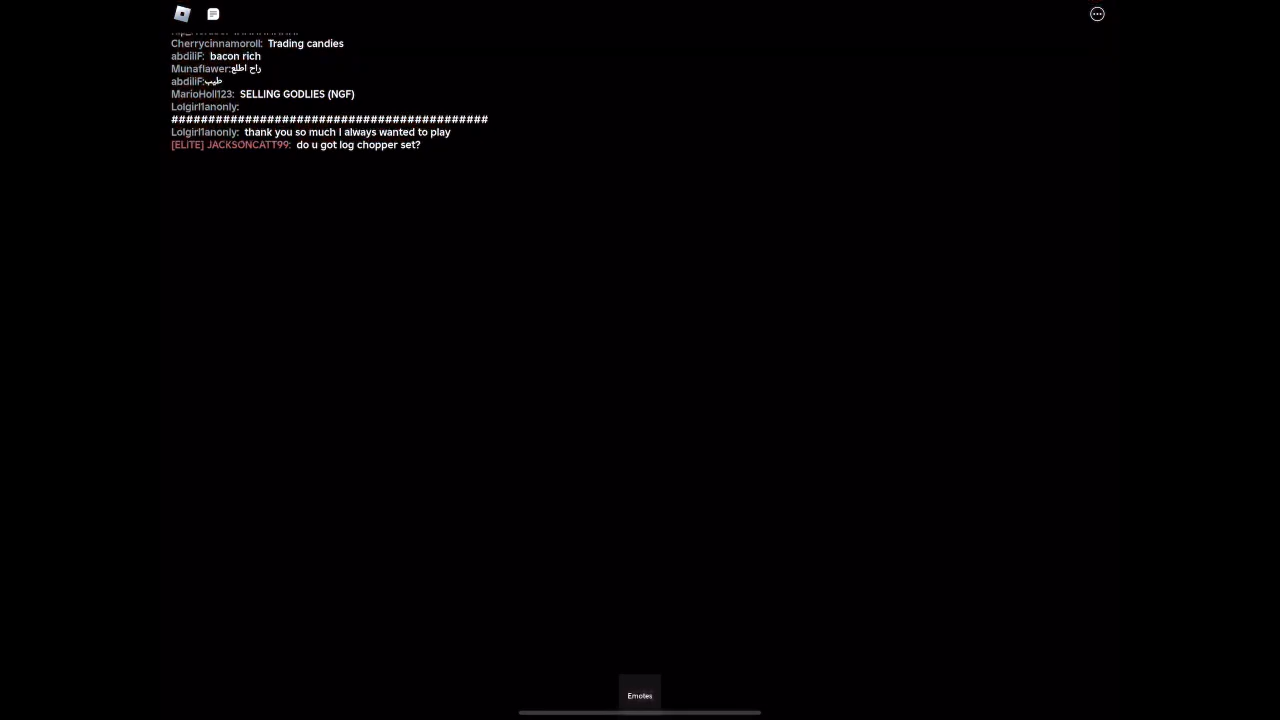 Cherrycinnamoroll: Trading candies
abdiliF: bacon rich
Munaflawer: راح اطلع
abdiliF: طيب
MarioHoll123: SELLING GODLIES (NGF)
Lolgirl1anonly:
###########################################
Lolgirl1anonly: thank you so much I always wanted to play
[ELITE] JACKSONCATT99: do u got log chopper set?
Emotes